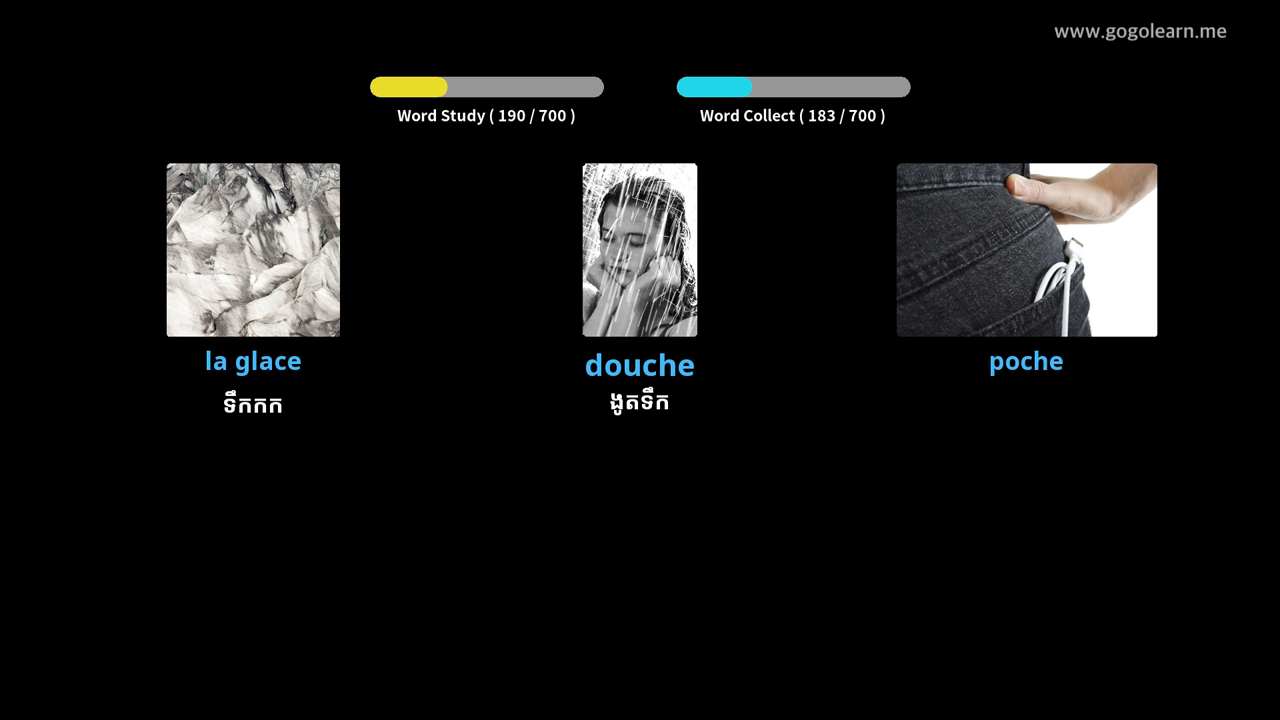 www.gogolearn.me
Word Study ( 190 / 700 )
Word Collect ( 183 / 700 )
la glace
douche
poche
ទឹកកក
ងូតទឹក